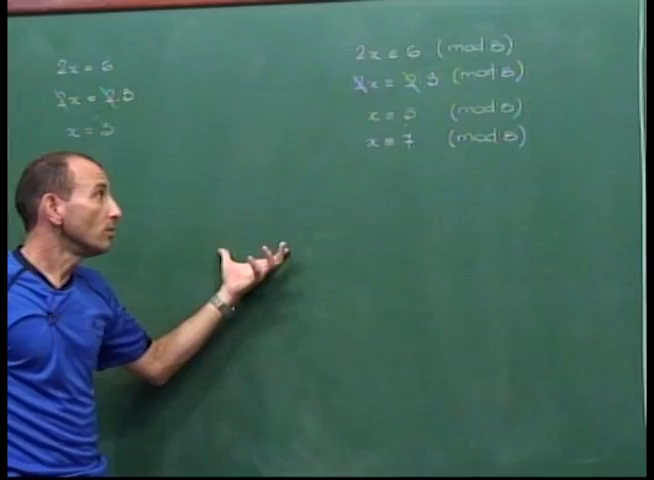 2x = 6
2x = 2.3
x = 3
2x ≡ 6 (mod 8)
2x ≡ 2 3 (mod 8)
x ≡ 3 (mod 8)
x ≡ 7 (mod 8)